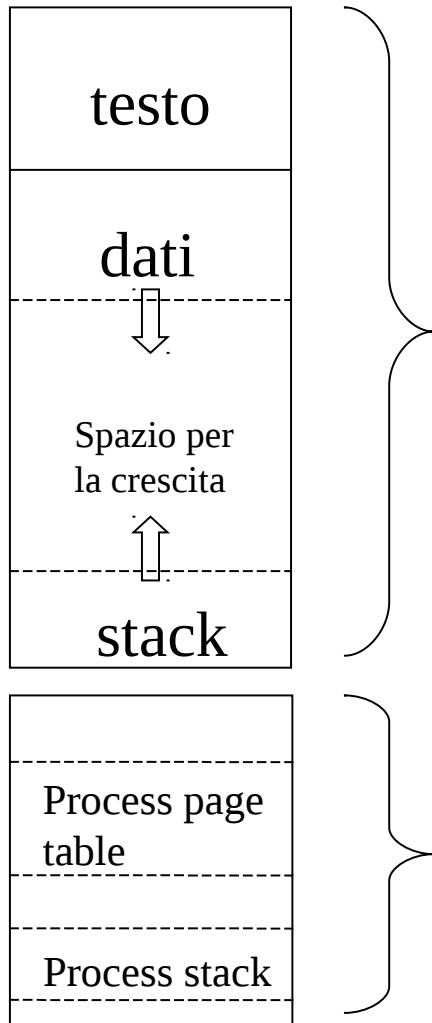 testo
dati
Spazio per
la crescita
stack
Process page
table
Process stack